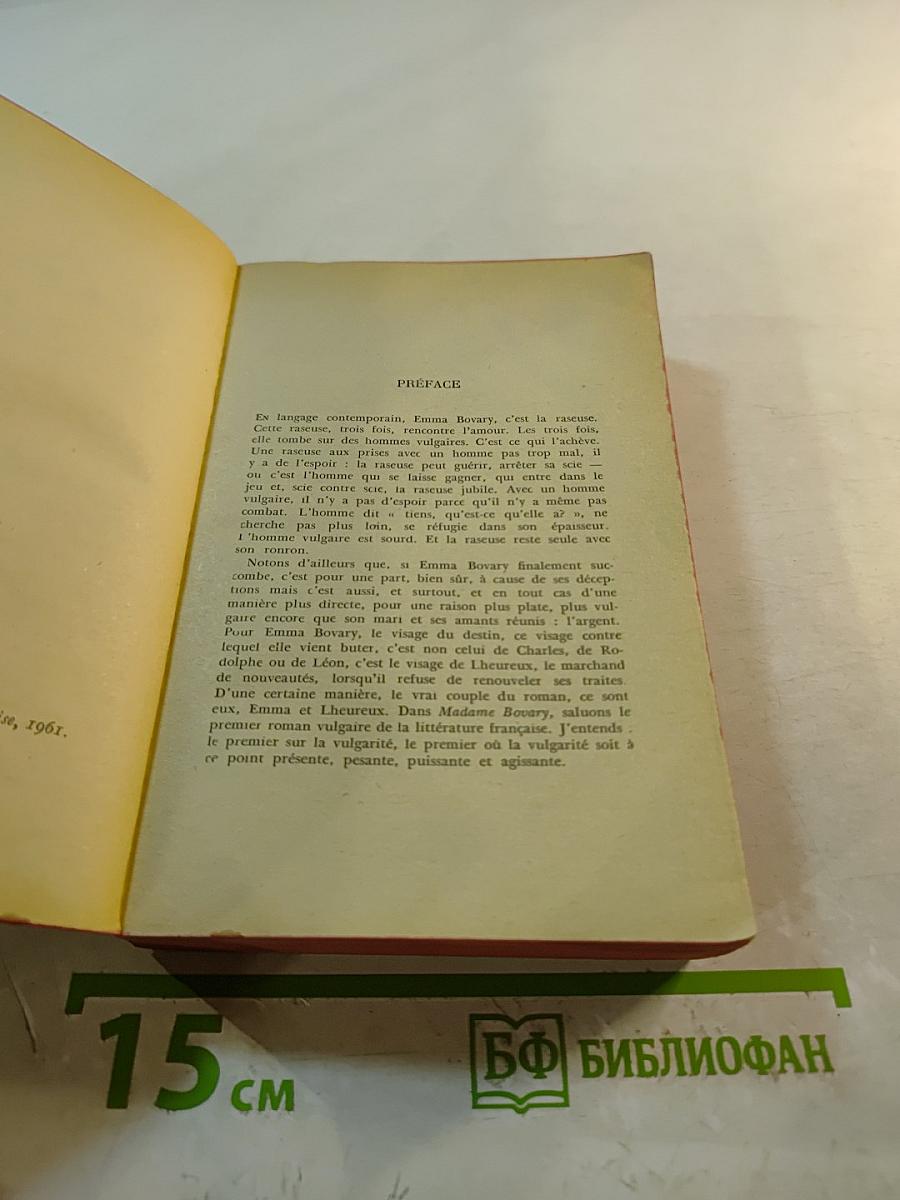 ise, 1961.
PRÉFACE
EN langage contemporain, Emma Bovary, c'est la raseuse.
Cette raseuse, trois fois, rencontre l'amour. Les trois fois,
elle tombe sur des hommes vulgaires. C'est ce qui l'achève.
Une raseuse aux prises avec un homme pas trop mal, il
y a de l'espoir : la raseuse peut guérir, arrêter sa scie —
ou c'est l'homme qui se laisse gagner, qui entre dans le
jeu et, scie contre scie, la raseuse jubile. Avec un homme
vulgaire, il n'y a pas d'espoir parce qu'il n'y a même pas
combat. L'homme dit « tiens, qu'est-ce qu'elle a? », ne
cherche pas plus loin, se réfugie dans son épaisseur.
L'homme vulgaire est sourd. Et la raseuse reste seule avec
son ronron.
Notons d'ailleurs que, si Emma Bovary finalement suc-
combe, c'est pour une part, bien sûr, à cause de ses décep-
tions mais c'est aussi, et surtout, et en tout cas d'une
manière plus directe, pour une raison plus plate, plus vul-
gaire encore que son mari et ses amants réunis : l'argent.
Pour Emma Bovary, le visage du destin, ce visage contre
lequel elle vient buter, c'est non celui de Charles, de Ro-
dolphe ou de Léon, c'est le visage de Lheureux, le marchand
de nouveautés, lorsqu'il refuse de renouveler ses traites.
D'une certaine manière, le vrai couple du roman, ce sont
eux, Emma et Lheureux. Dans Madame Bovary, saluons le
premier roman vulgaire de la littérature française. J'entends :
le premier sur la vulgarité, le premier où la vulgarité soit à
ce point présente, pesante, puissante et agissante.
15 см
БФ БИБЛИОФАН